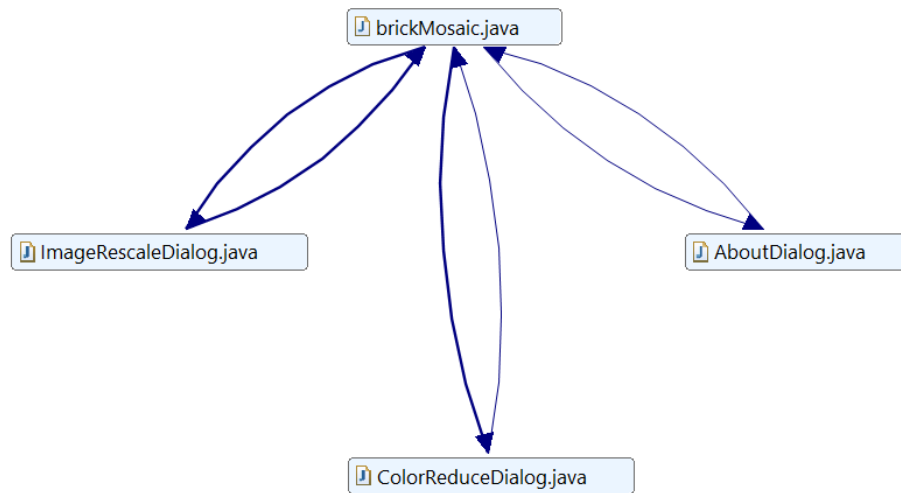 brickMosaic.java
ImageRescaleDialog.java
AboutDialog.java
ColorReduceDialog.java